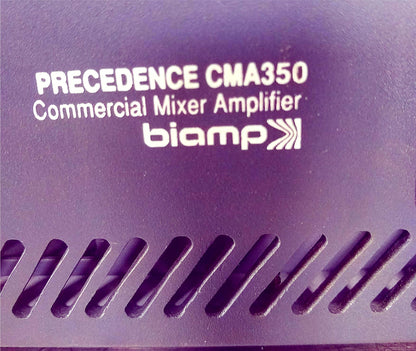 PRECEDENCE CMA350
Commercial Mixer Amplifier
biamp